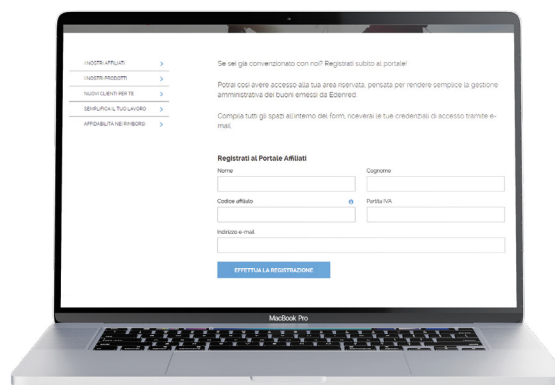 I NOSTRI AFFILIATI
I NOSTRI PRODOTTI
NUOVI CLIENTI PER TE
SEMPLIFICA IL TUO LAVORO
AFFIDABILITÀ NEI RIMBORSI
Se sei già convenzionato con noi? Registrati subito al portale!
Potrai così avere accesso alla tua area riservata, pensata per rendere semplice la gestione
amministrativa dei buoni emessi da Edenred.
Compila tutti gli spazi all'interno del form, riceverai le tue credenziali di accesso tramite e-
mail.
Registrati al Portale Affiliati
Nome
Cognome
Codice affiliato
Partita IVA
Indirizzo e-mail
EFFETTUA LA REGISTRAZIONE
MacBook Pro